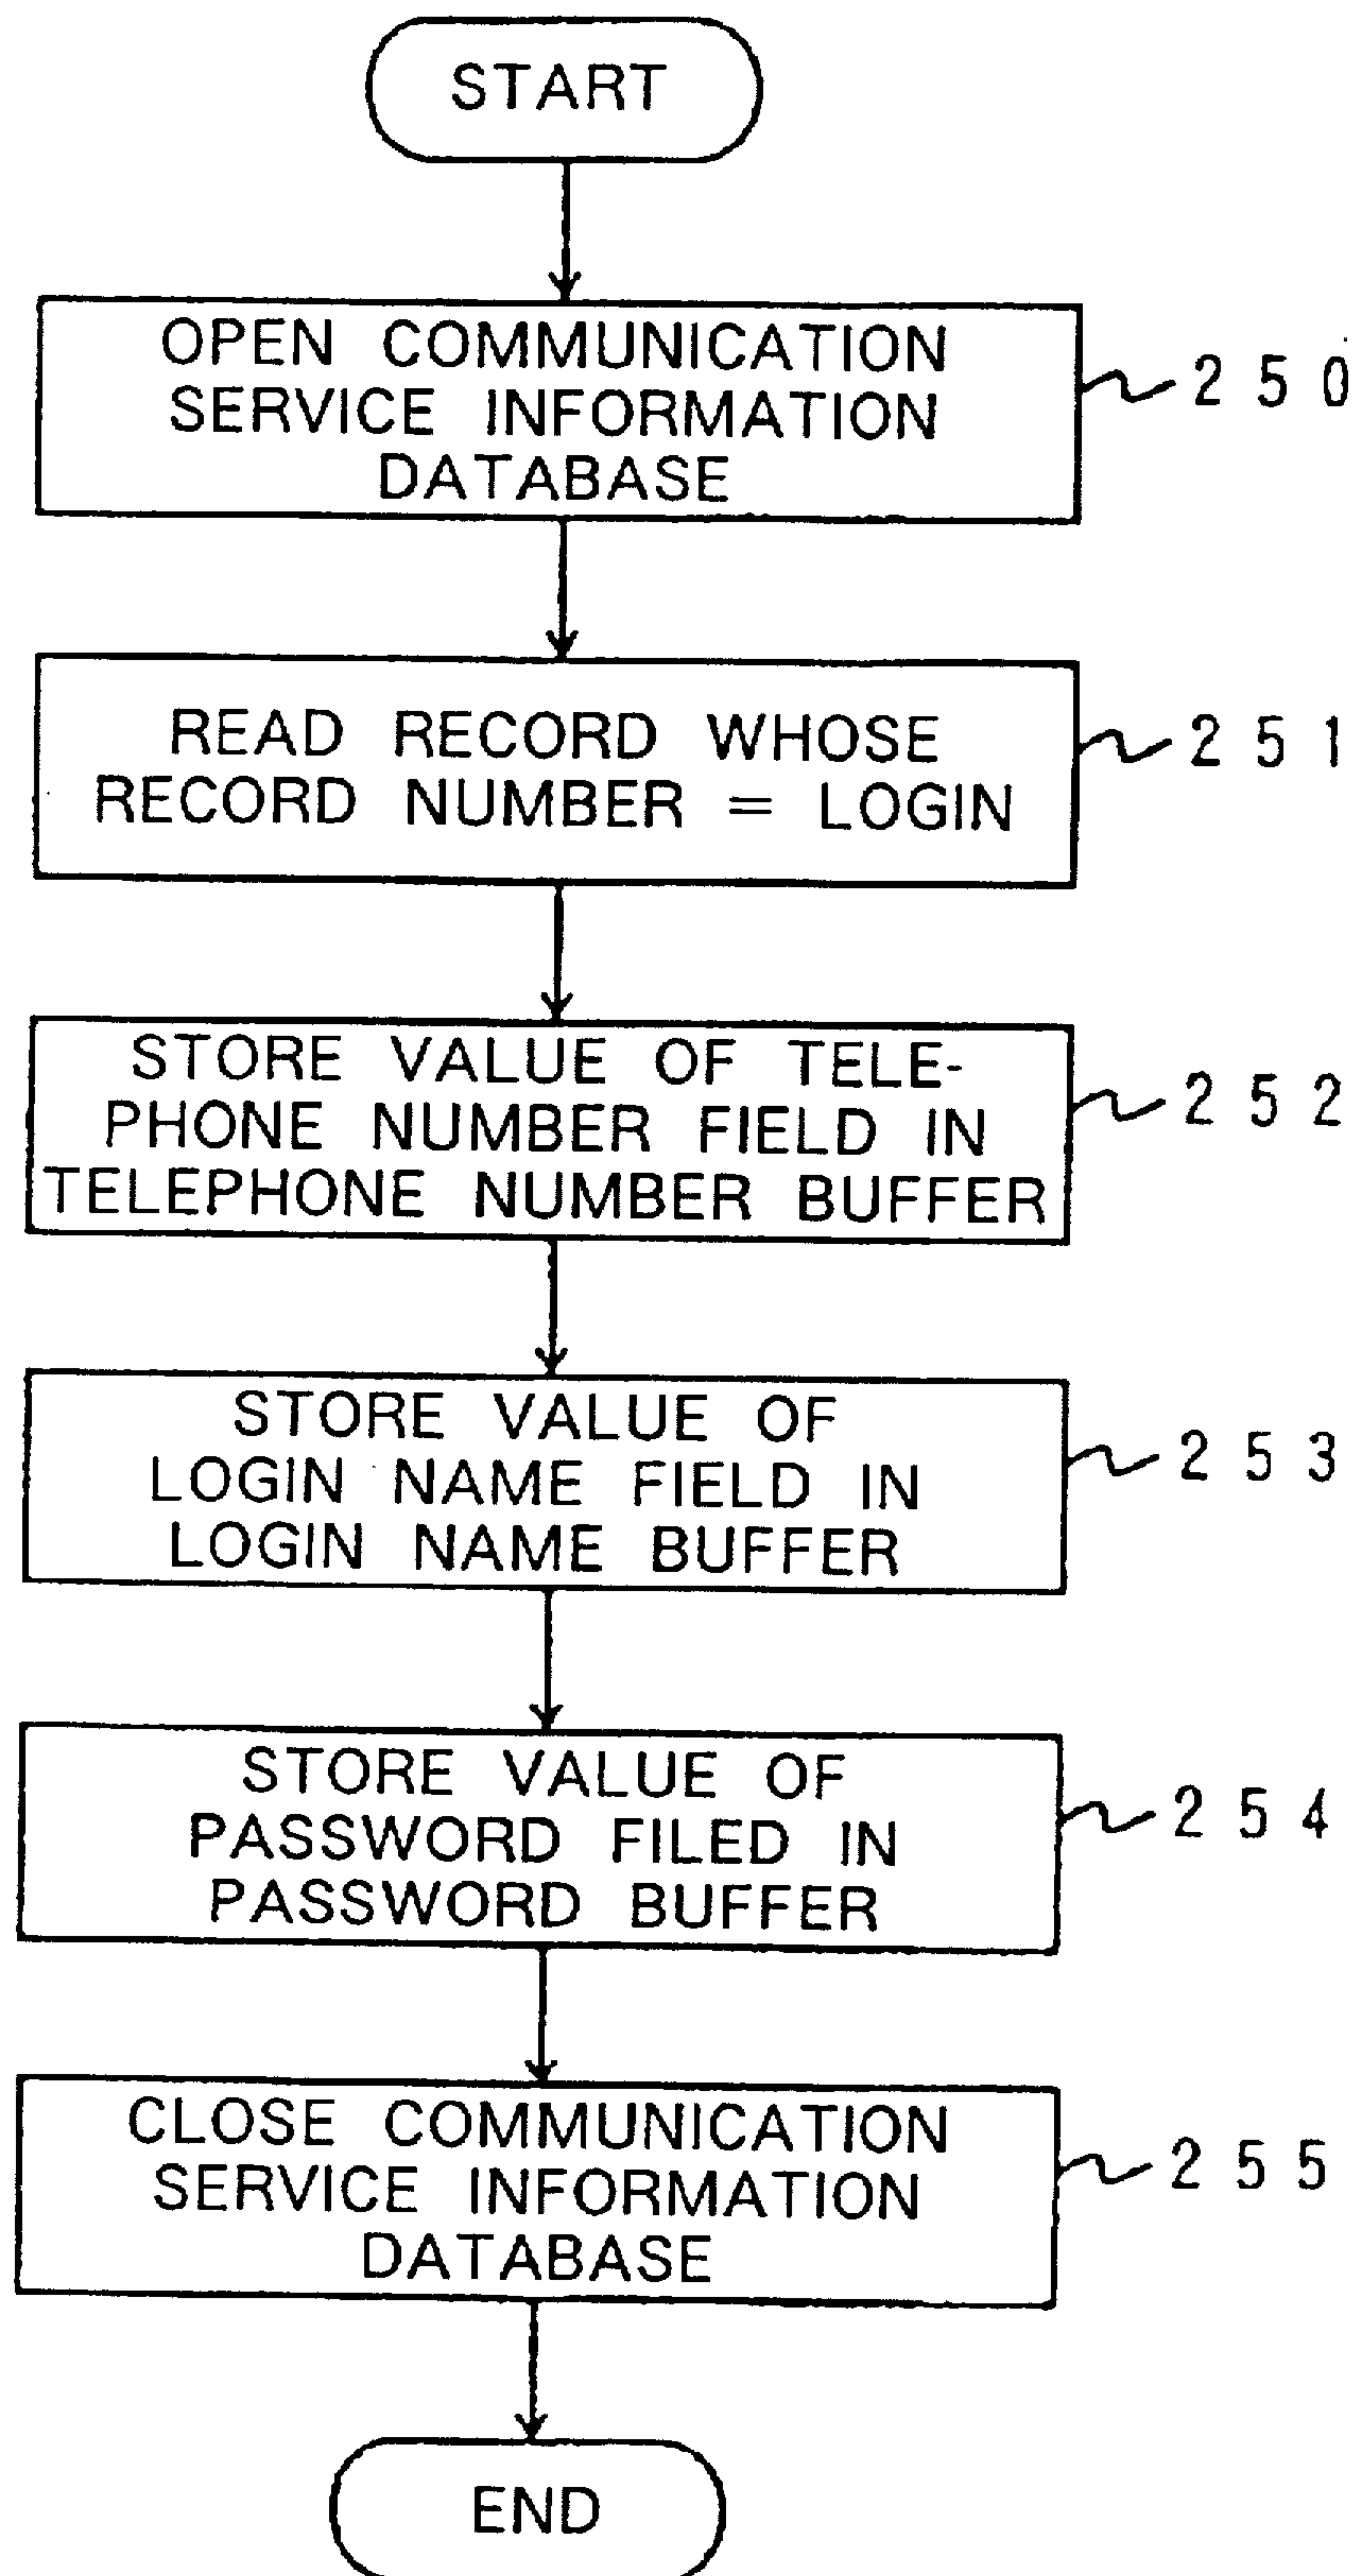 START
OPEN COMMUNICATION
SERVICE INFORMATION
DATABASE
250
READ RECORD WHOSE
RECORD NUMBER = LOGIN
251
STORE VALUE OF TELE-
PHONE NUMBER FIELD IN
TELEPHONE NUMBER BUFFER
252
STORE VALUE OF
LOGIN NAME FIELD IN
LOGIN NAME BUFFER
253
STORE VALUE OF
PASSWORD FILED IN
PASSWORD BUFFER
254
CLOSE COMMUNICATION
SERVICE INFORMATION
DATABASE
255
END